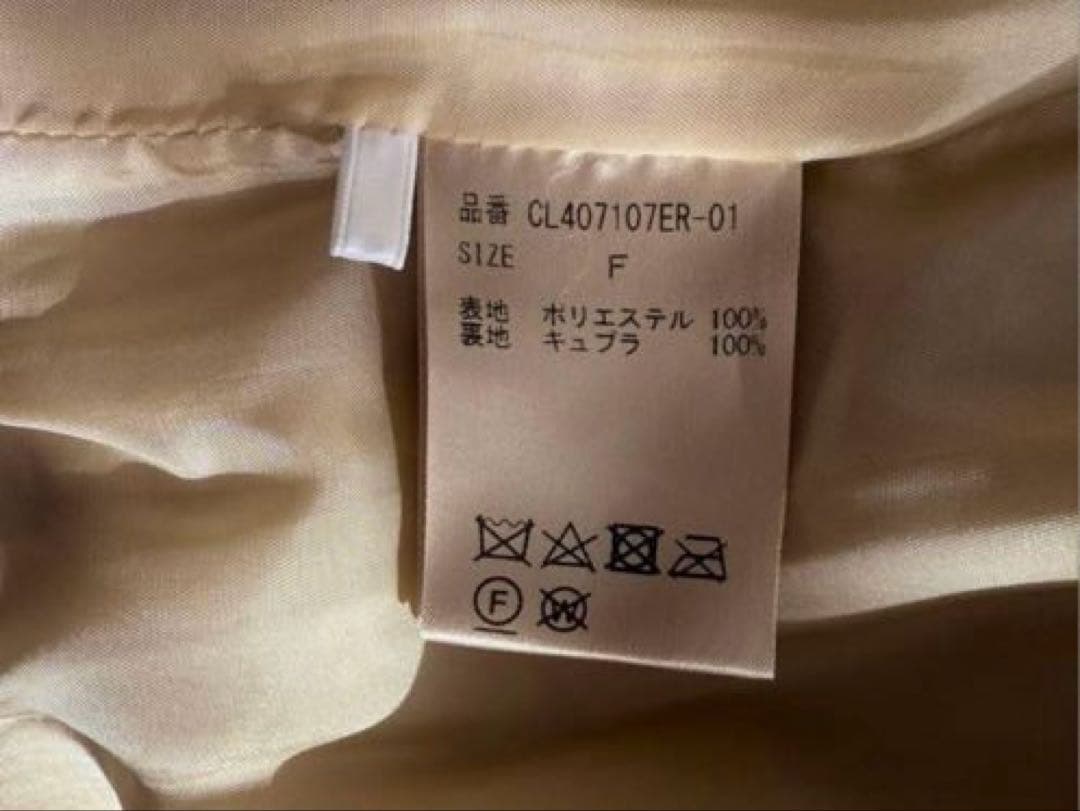 品番 CL407107ER-01
SIZE F
表地 ポリエステル 100%
裏地 キュプラ 100%
F W